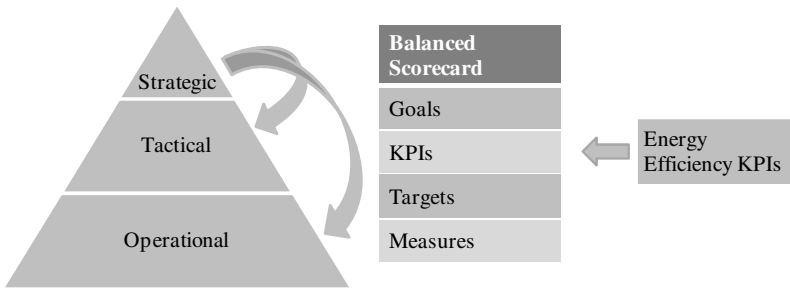 Strategic
Tactical
Operational
Balanced
Scorecard
Goals
KPIs
Targets
Measures
Energy
Efficiency KPIs